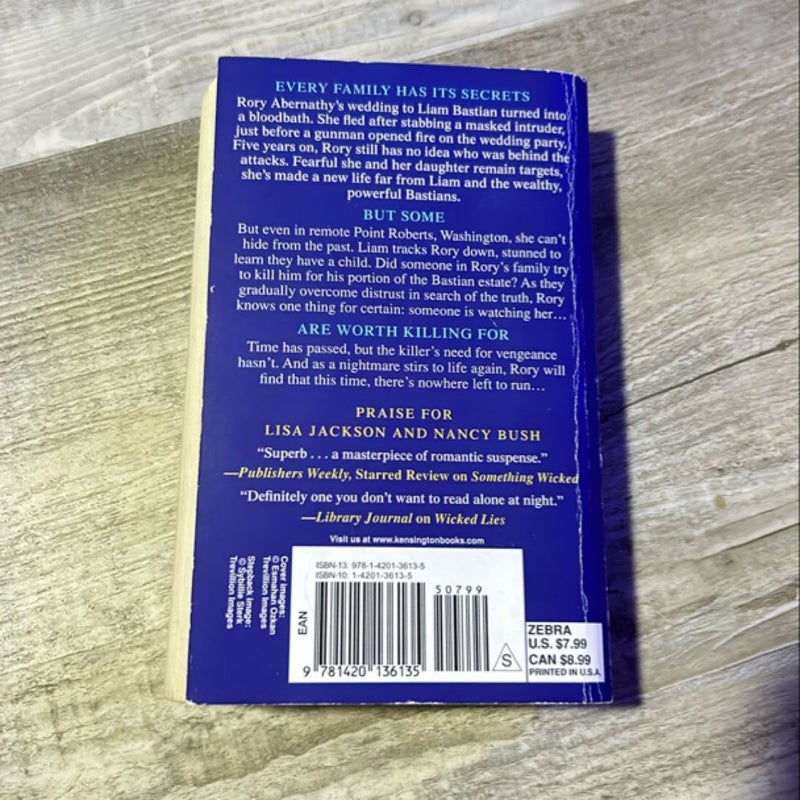 EVERY FAMILY HAS ITS SECRETS
Rory Abernathy's wedding to Liam Bastian turned into
a bloodbath. She fled after stabbing a masked intruder,
just before a gunman opened fire on the wedding party.
Five years on, Rory still has no idea who was behind the
attacks. Fearful she and her daughter remain targets,
she's made a new life far from Liam and the wealthy,
powerful Bastians.
BUT SOME
But even in remote Point Roberts, Washington, she can't
hide from the past. Liam tracks Rory down, stunned to
learn they have a child. Did someone in Rory's family try
to kill him for his portion of the Bastian estate? As they
gradually overcome distrust in search of the truth, Rory
knows one thing for certain: someone is watching her...
ARE WORTH KILLING FOR
Time has passed, but the killer's need for vengeance
hasn't. And as a nightmare stirs to life again, Rory will
find that this time, there's nowhere left to run...
PRAISE FOR
LISA JACKSON AND NANCY BUSH
"Superb . . . a masterpiece of romantic suspense."
—Publishers Weekly, Starred Review on Something Wicked
"Definitely one you don't want to read alone at night."
—Library Journal on Wicked Lies
Visit us at www.kensingtonbooks.com
Cover images:
© Esmahan Ozkan
Trevillion Images
Stepback image:
© Sybille Sterk
Trevillion Images
ISBN-13: 978-1-4201-3613-5
ISBN-10: 1-4201-3613-5
50799
EAN
9 781420 136135
S
ZEBRA
U.S. $7.99
CAN $8.99
PRINTED IN U.S.A.